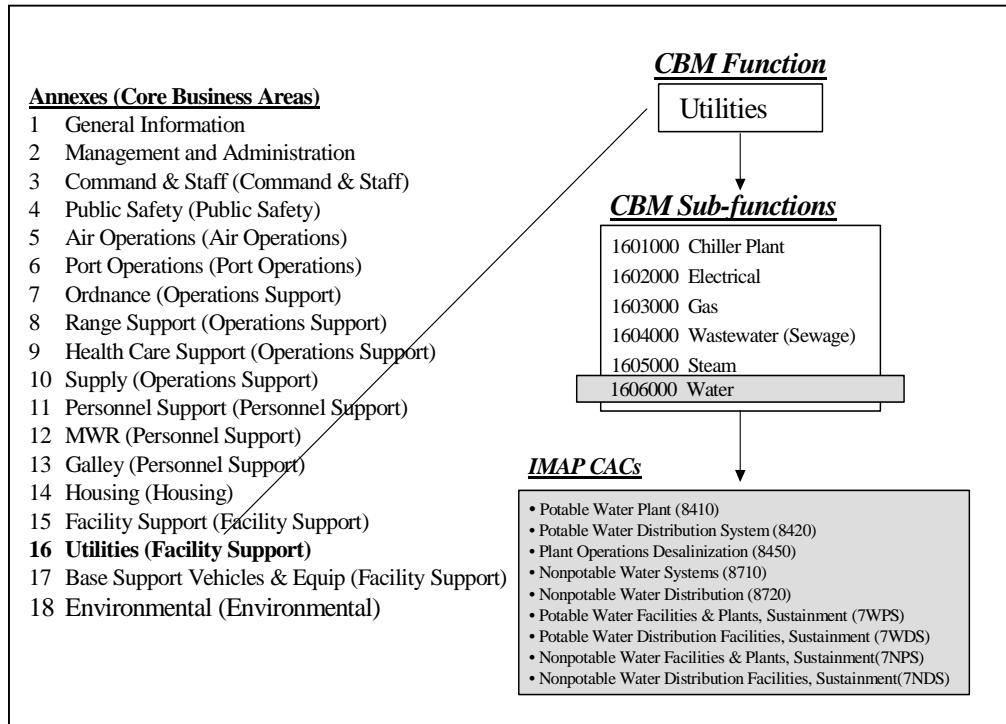 Annexes (Core Business Areas)
1 General Information
2 Management and Administration
3 Command & Staff (Command & Staff)
4 Public Safety (Public Safety)
5 Air Operations (Air Operations)
6 Port Operations (Port Operations)
7 Ordnance (Operations Support)
8 Range Support (Operations Support)
9 Health Care Support (Operations Support)
10 Supply (Operations Support)
11 Personnel Support (Personnel Support)
12 MWR (Personnel Support)
13 Galley (Personnel Support)
14 Housing (Housing)
15 Facility Support (Facility Support)
16 Utilities (Facility Support)
17 Base Support Vehicles & Equip (Facility Support)
18 Environmental (Environmental)
CBM Function
Utilities
CBM Sub-functions
1601000 Chiller Plant
1602000 Electrical
1603000 Gas
1604000 Wastewater (Sewage)
1605000 Steam
1606000 Water
IMAP CACs
• Potable Water Plant (8410)
• Potable Water Distribution System (8420)
• Plant Operations Desalinization (8450)
• Nonpotable Water Systems (8710)
• Nonpotable Water Distribution (8720)
• Potable Water Facilities & Plants, Sustainment (7WPS)
• Potable Water Distribution Facilities, Sustainment (7WDS)
• Nonpotable Water Facilities & Plants, Sustainment(7NPS)
• Nonpotable Water Distribution Facilities, Sustainment(7NDS)